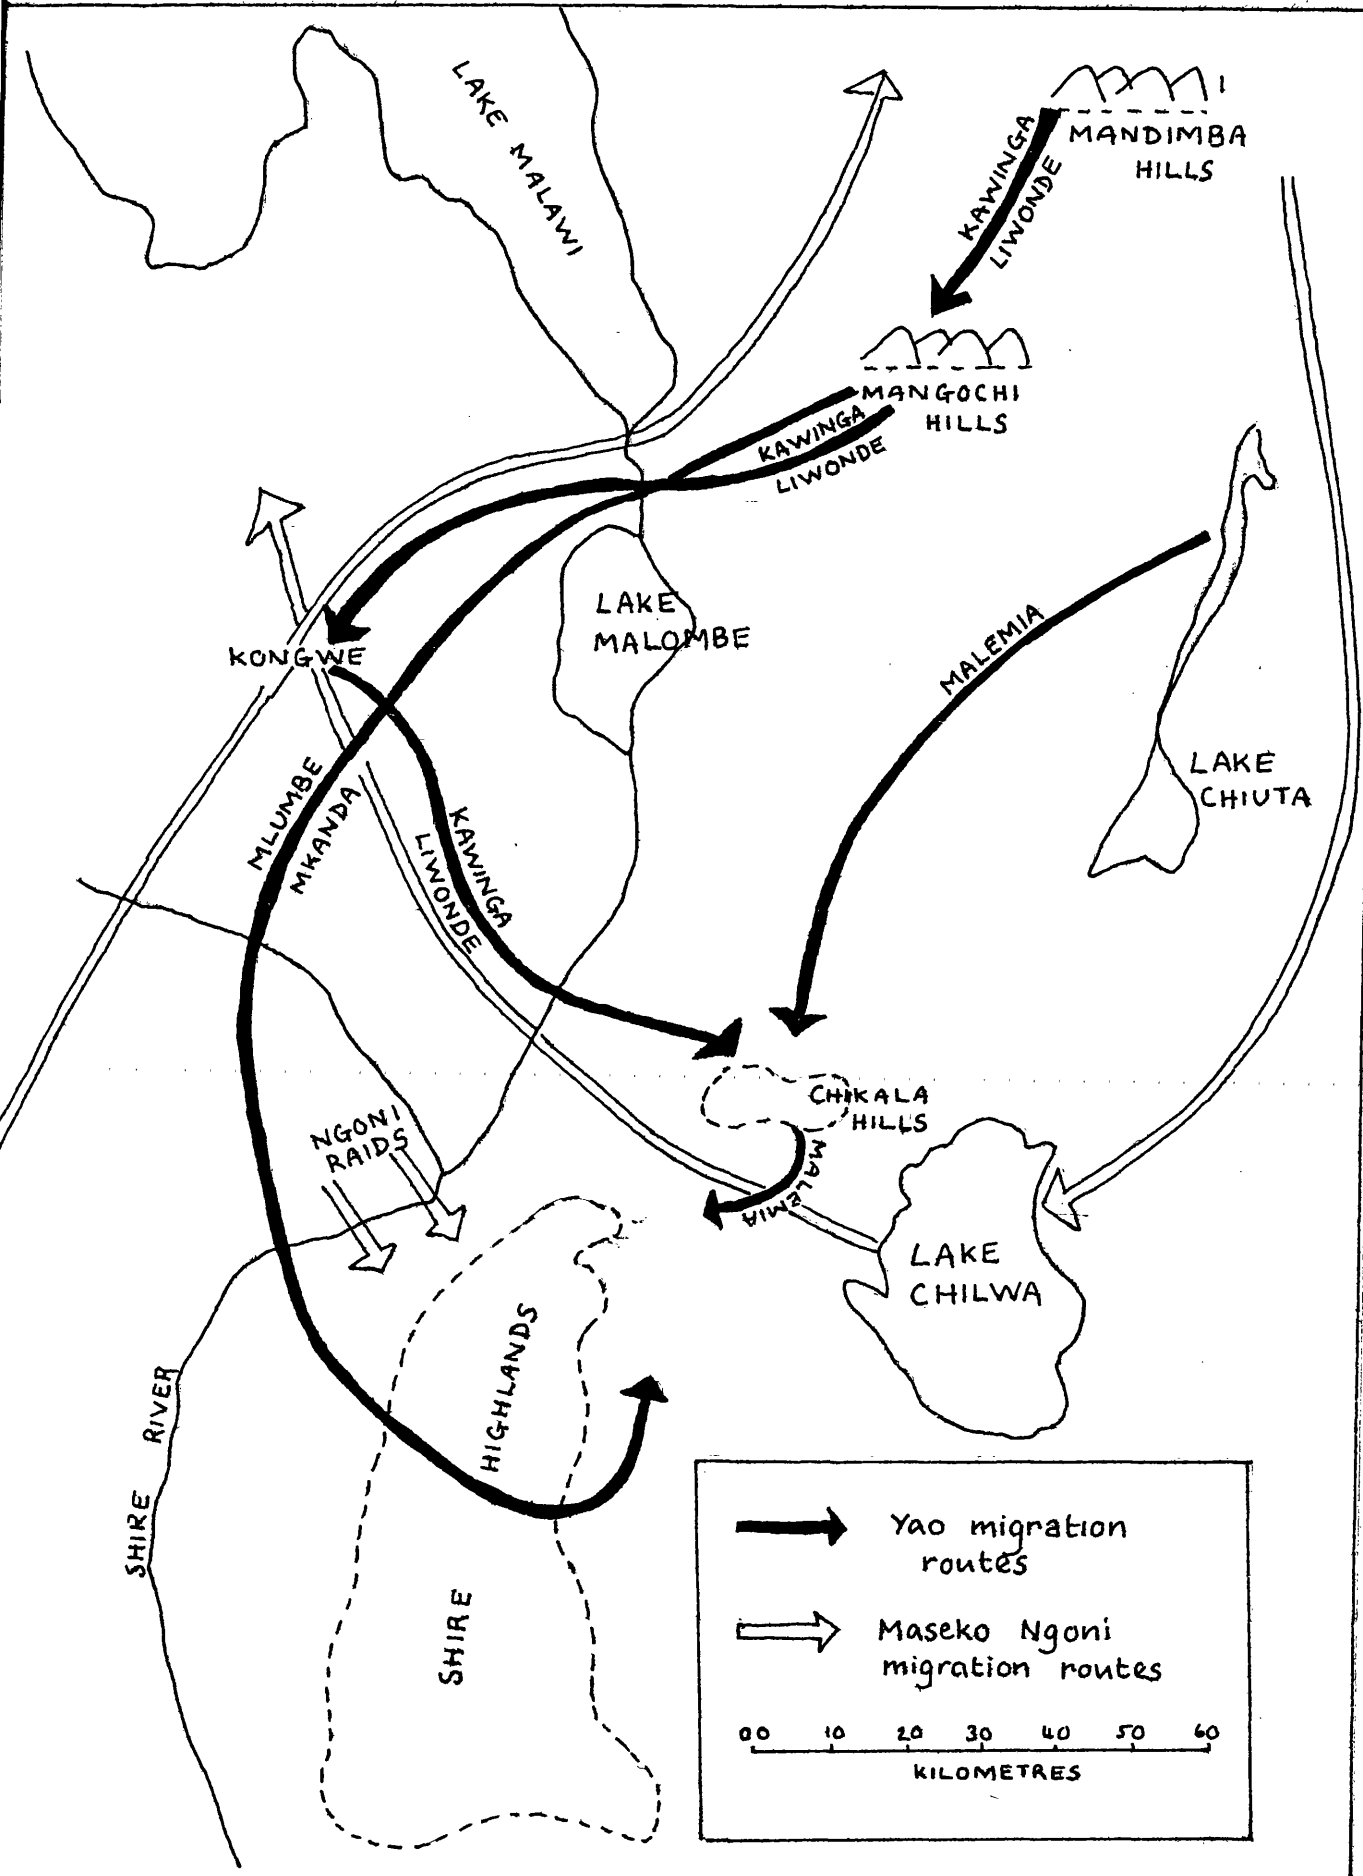 LAKE MALAWI
MANDIMBA
HILLS
KAWINGA
LIWONDE
MANGOCHI
HILLS
KAWINGA
LIWONDE
LAKE
MALOMBE
KONGWE
MALEMIA
LAKE
CHIUTA
MLUMBE
MKANDA
KAWINGA
LIWONDE
CHIKALA
HILLS
NGONI
RAIDS
MALEMIA
LAKE
CHILWA
SHIRE HIGHLANDS
SHIRE RIVER
Yao migration
routes
Maseko Ngoni
migration routes
00 10 20 30 40 50 60
KILOMETRES